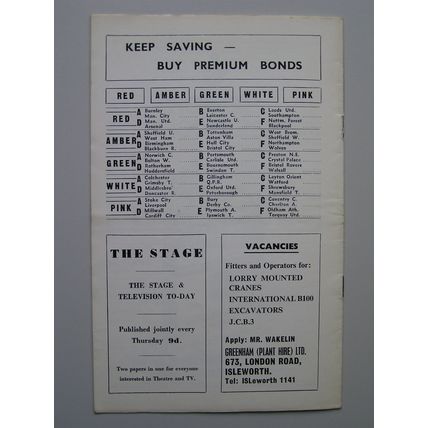 KEEP SAVING —
BUY PREMIUM BONDS
RED AMBER GREEN WHITE PINK
RED
A Burnley B Everton C Leeds Utd.
Man. City Leicester C. Southampton
D Man. Utd. E Newcastle U. F Nottm. Forest
Arsenal Sunderland Blackpool
AMBER
A Sheffield U. B Tottenham C West Brom.
West Ham Aston Villa Sheffield W.
D Birmingham E Hull City F Northampton
Blackburn R. Bristol City Wolves
GREEN
A Norwich C. B Portsmouth C Preston N.E.
Bolton W. Carlisle Utd. Crystal Palace
D Rotherham E Bournemouth F Bristol Rovers
Huddersfield Swindon T. Walsall
WHITE
A Colchester B Gillingham C Leyton Orient
Grimsby T. Q.P.R. Watford
D Middlesbro' E Oxford Utd. F Shrewsbury
Doncaster R. Peterborough Mansfield T.
PINK
A Stoke City B Bury C Coventry C.
Liverpool Derby Co. Charlton A.
D Millwall E Plymouth A. F Oldham Ath.
Cardiff City Ipswich T. Torquay Utd.
THE STAGE
THE STAGE &
TELEVISION TO-DAY
Published jointly every
Thursday 9d.
Two papers in one for everyone
interested in Theatre and TV.
VACANCIES
Fitters and Operators for:
LORRY MOUNTED
CRANES
INTERNATIONAL B100
EXCAVATORS
J.C.B.3
Apply: MR. WAKELIN
GREENHAM (PLANT HIRE) LTD.
673, LONDON ROAD,
ISLEWORTH.
Tel: ISLeworth 1141